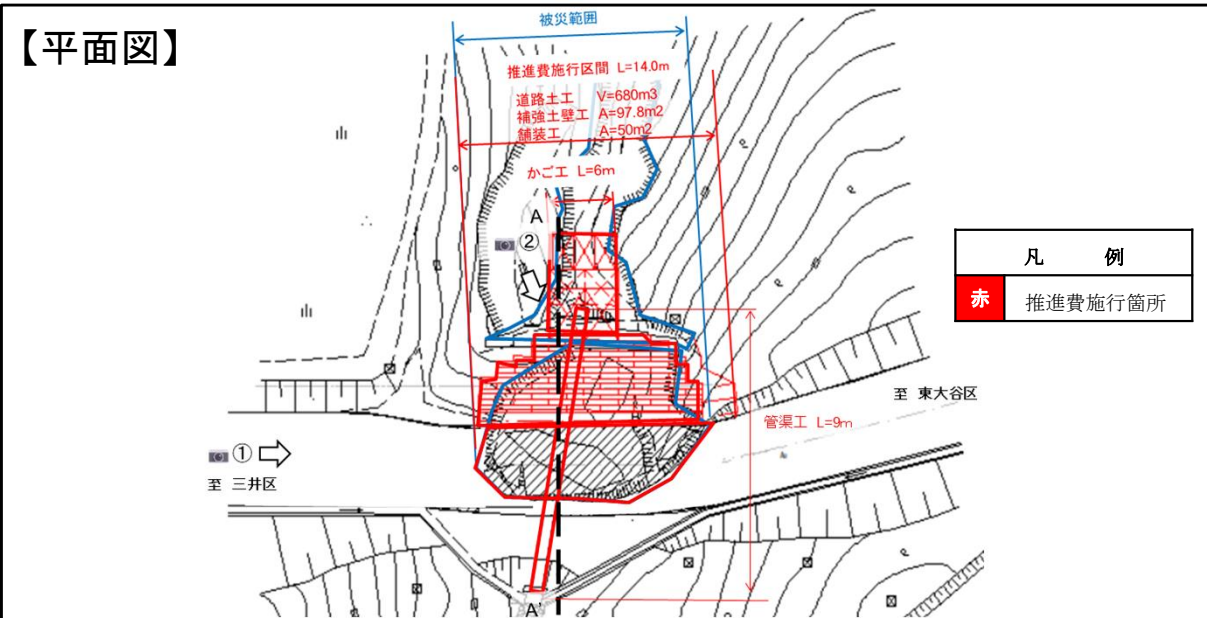 【平面図】
被災範囲
推進費施行区間 L=14.0m
道路土工 V=680m3
補強土壁工 A=97.8m2
舗装工 A=50m2
かご工 L=6m
A
②
凡 例
赤 推進費施行箇所
至 東大谷区
管渠工 L=9m
①
至 三井区
A'